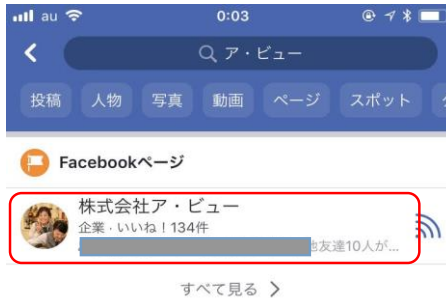 au 0:03
ア・ビュー
投稿 人物 写真 動画 ページ スポット
Facebookページ
株式会社ア・ビュー
企業・いいね！134件
友達10人が...
すべて見る